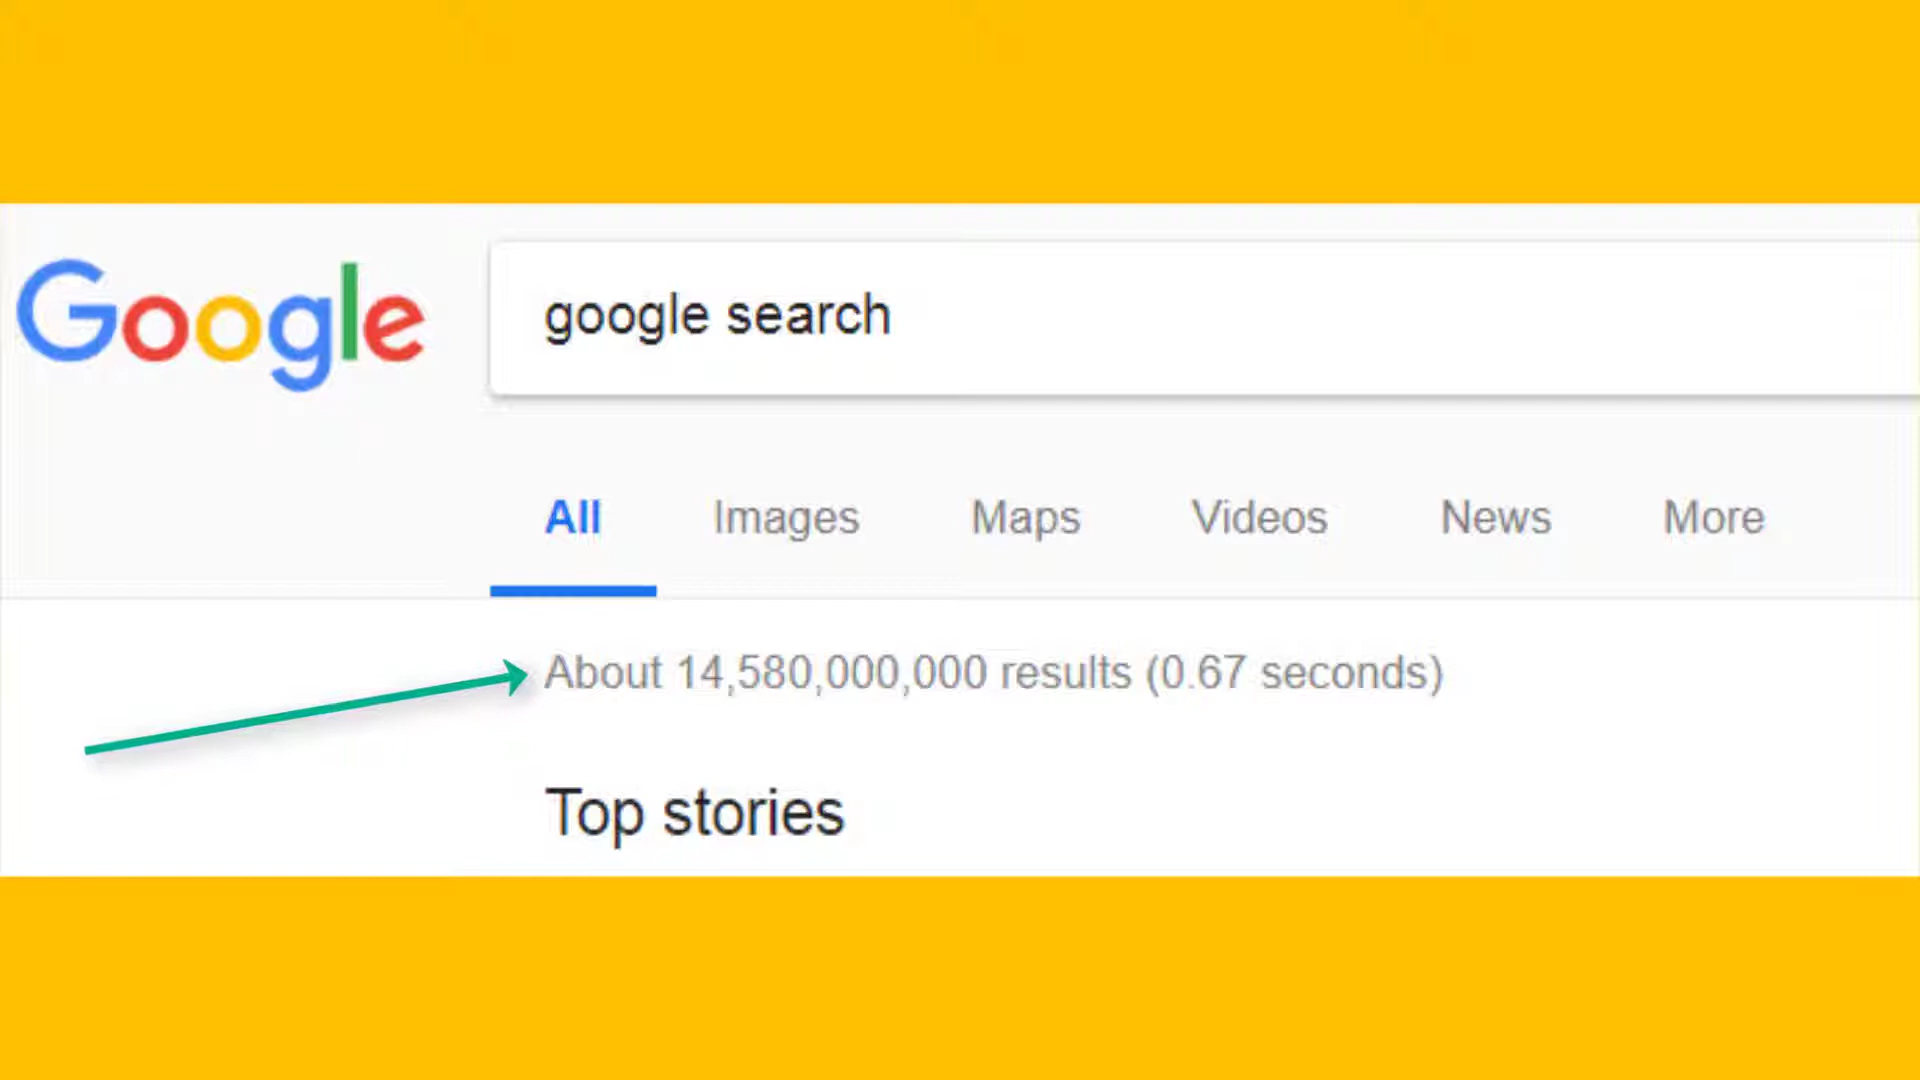 Google
google search
All Images Maps Videos News More
About 14,580,000,000 results (0.67 seconds)
Top stories